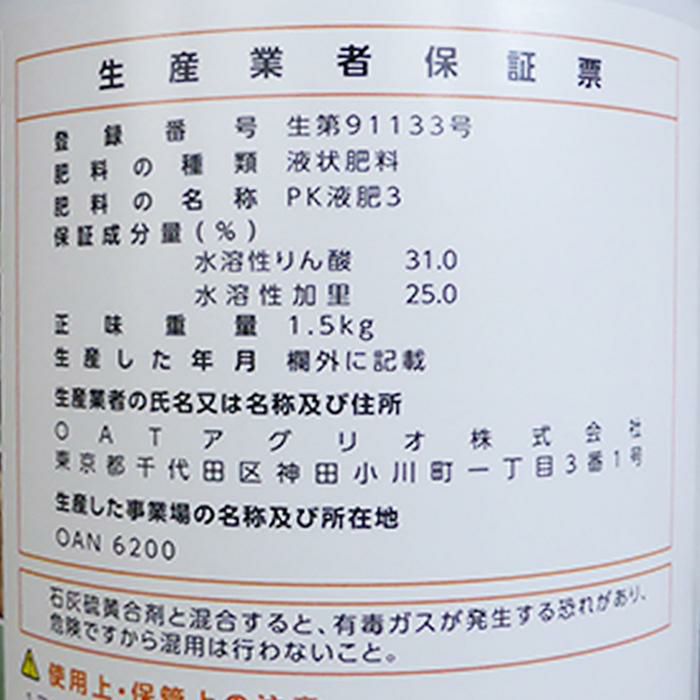 生産業者保証票
登録番号 生第91133号
肥料の種類 液状肥料
肥料の名称 PK液肥3
保証成分量(%)
水溶性りん酸 31.0
水溶性加里 25.0
正味重量 1.5kg
生産した年月 欄外に記載
生産業者の氏名又は名称及び住所
OATアグリオ株式会社
東京都千代田区神田小川町一丁目3番1号
生産した事業場の名称及び所在地
OAN 6200
石灰硫黄合剤と混合すると、有毒ガスが発生する恐れがあり、
危険ですから混用は行わないこと。
使用上・保管上の注意